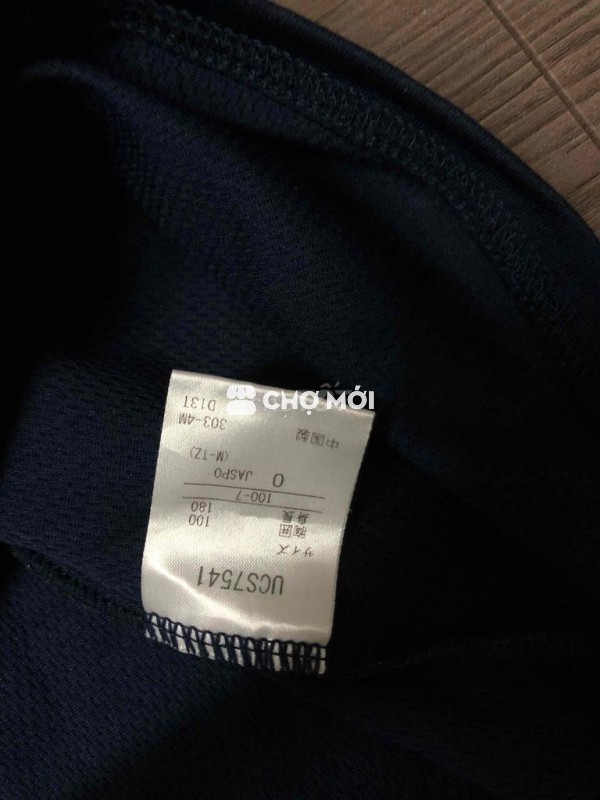 UCS7541
サイズ
胸囲 100
身長 180
100-7
O JASPO
(M-TZ)
中国製 303-4M
D13T
CHỢ MỚI